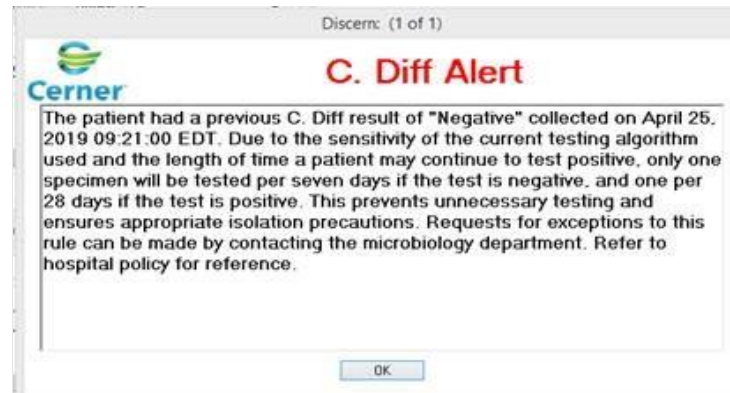 Discern: (1 of 1)
Cerner
C. Diff Alert
The patient had a previous C. Diff result of "Negative" collected on April 25,
2019 09:21:00 EDT. Due to the sensitivity of the current testing algorithm
used and the length of time a patient may continue to test positive, only one
specimen will be tested per seven days if the test is negative, and one per
28 days if the test is positive. This prevents unnecessary testing and
ensures appropriate isolation precautions. Requests for exceptions to this
rule can be made by contacting the microbiology department. Refer to
hospital policy for reference.
OK